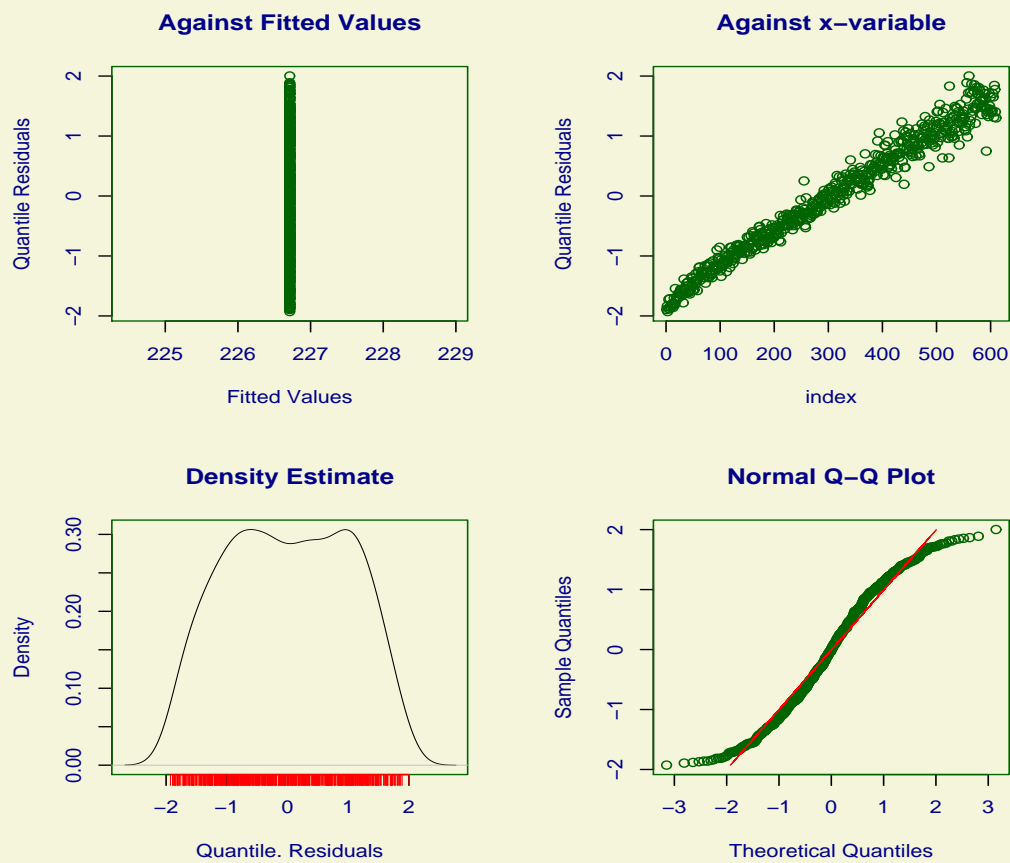 Against Fitted Values
Quantile Residuals
2
1
0
−1
−2
225 226 227 228 229
Fitted Values
Against x−variable
Quantile Residuals
2
1
0
−1
−2
0 100 200 300 400 500 600
index
Density Estimate
Density
0.30
0.20
0.10
0.00
−2 −1 0 1 2
Quantile. Residuals
Normal Q−Q Plot
Sample Quantiles
2
1
0
−1
−2
−3 −2 −1 0 1 2 3
Theoretical Quantiles